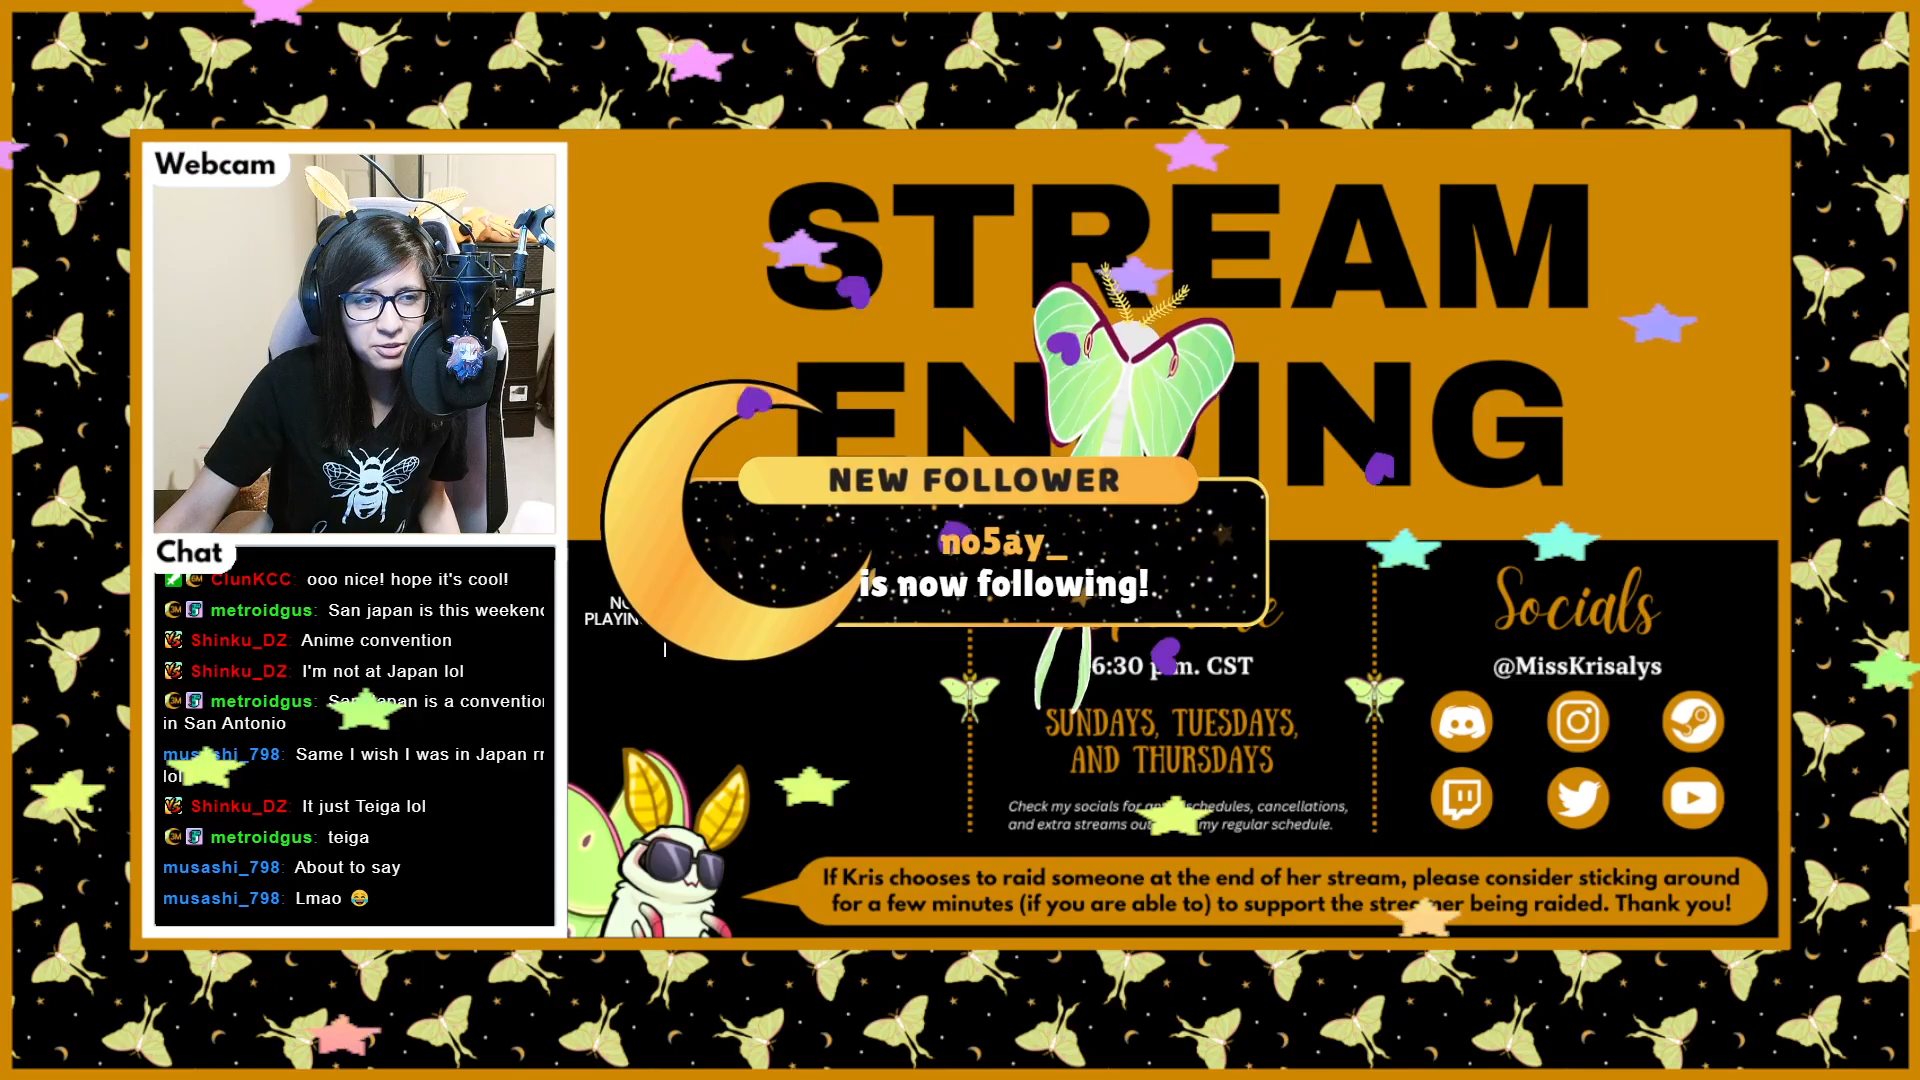 Webcam
STREAM
ENDING
NEW FOLLOWER
no5ay_
is now following!
Chat
ClunKCC: ooo nice! hope it's cool!
metroidgus: San japan is this weekend
Shinku_DZ: Anime convention
Shinku_DZ: I'm not at Japan lol
metroidgus: San Japan is a convention
in San Antonio
musashi_798: Same I wish I was in Japan rn
lol
Shinku_DZ: It just Teiga lol
metroidgus: teiga
musashi_798: About to say
musashi_798: Lmao 😂
6:30 p.m. CST
SUNDAYS, TUESDAYS,
AND THURSDAYS
Check my socials for schedules, cancellations,
and extra streams my regular schedule.
Socials
@MissKrisalys
If Kris chooses to raid someone at the end of her stream, please consider sticking around
for a few minutes (if you are able to) to support the streamer being raided. Thank you!